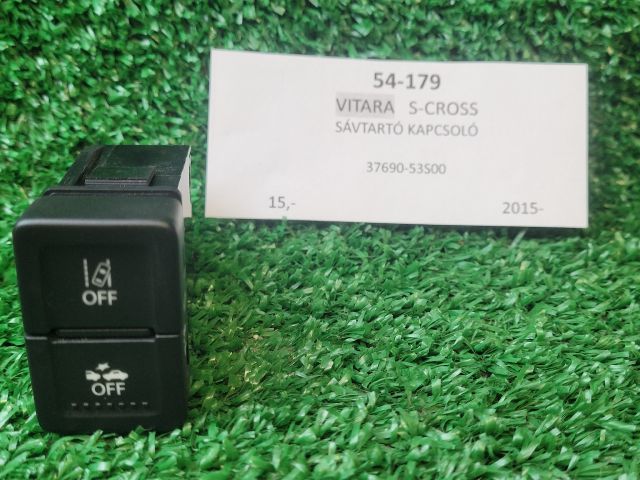 54-179
VITARA S-CROSS
SÁVTARTÓ KAPCSOLÓ
37690-53S00
15,- 2015-
OFF
OFF